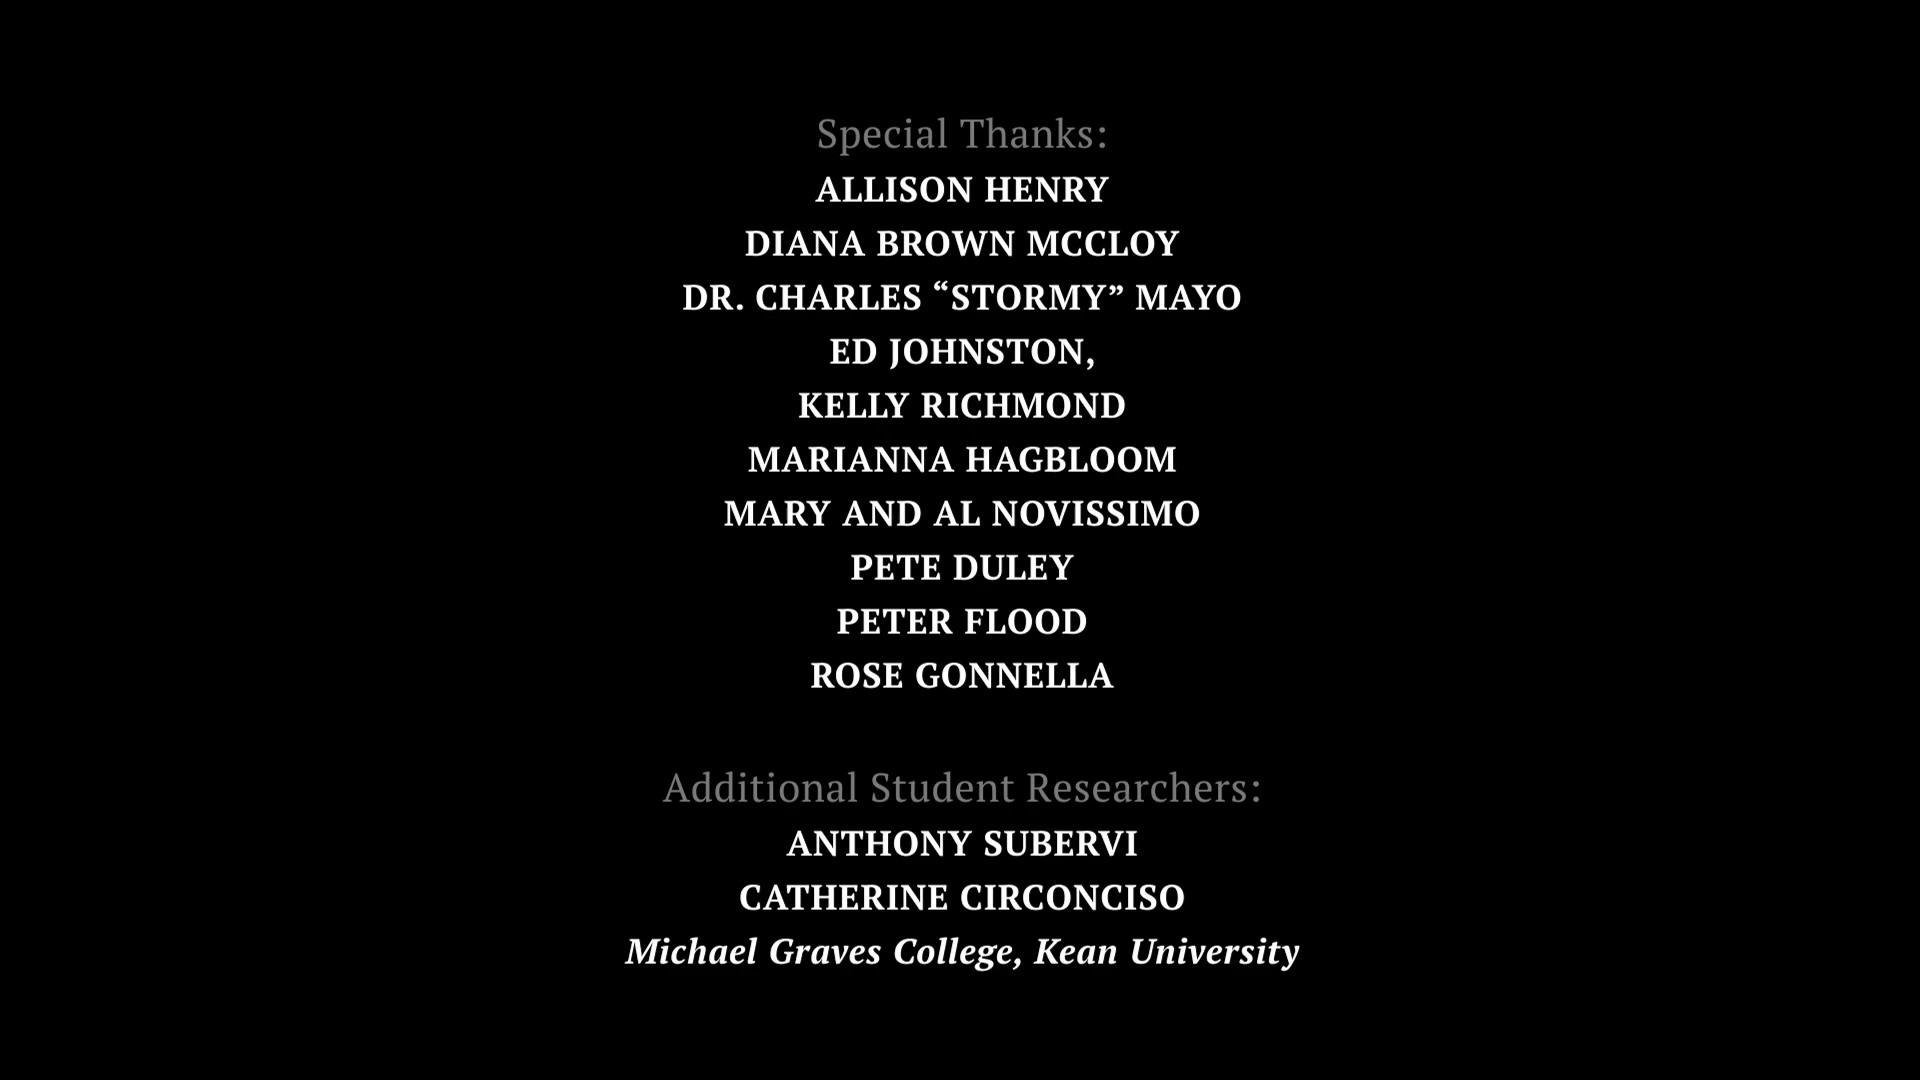 Special Thanks:
ALLISON HENRY
DIANA BROWN MCCLOY
DR. CHARLES “STORMY” MAYO
ED JOHNSTON,
KELLY RICHMOND
MARIANNA HAGBLOOM
MARY AND AL NOVISSIMO
PETE DULEY
PETER FLOOD
ROSE GONNELLA
Additional Student Researchers:
ANTHONY SUBERVI
CATHERINE CIRCONCISO
Michael Graves College, Kean University